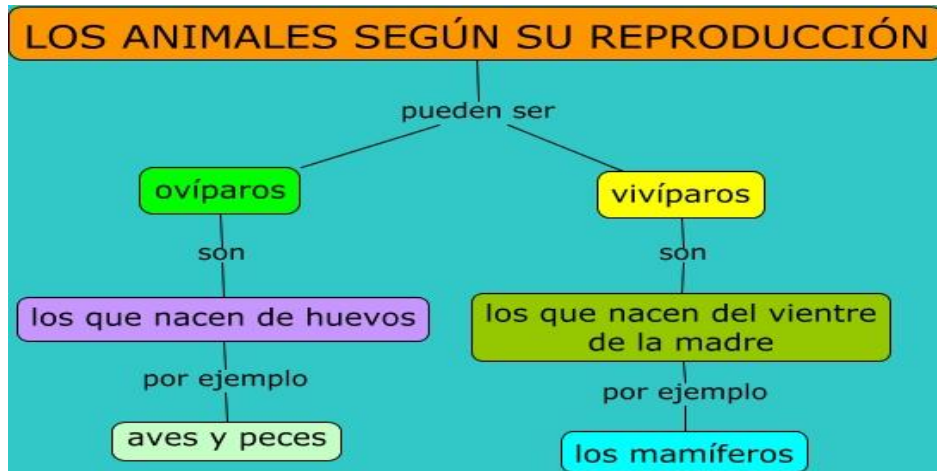 LOS ANIMALES SEGÚN SU REPRODUCCIÓN
pueden ser
ovíparos
son
los que nacen de huevos
por ejemplo
aves y peces
vivíparos
son
los que nacen del vientre
de la madre
por ejemplo
los mamíferos